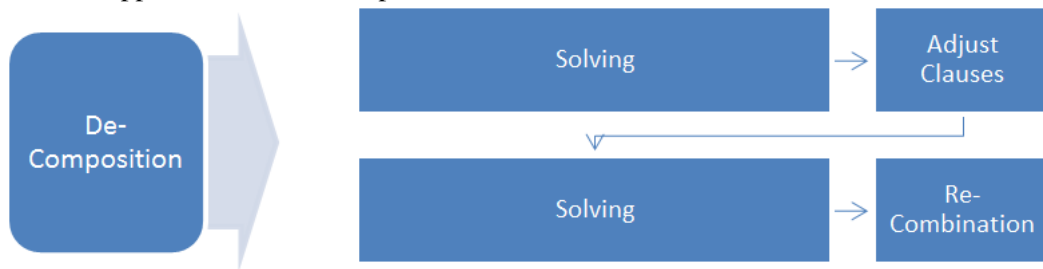 De-
Composition
Solving
Adjust
Clauses
Solving
Re-
Combination